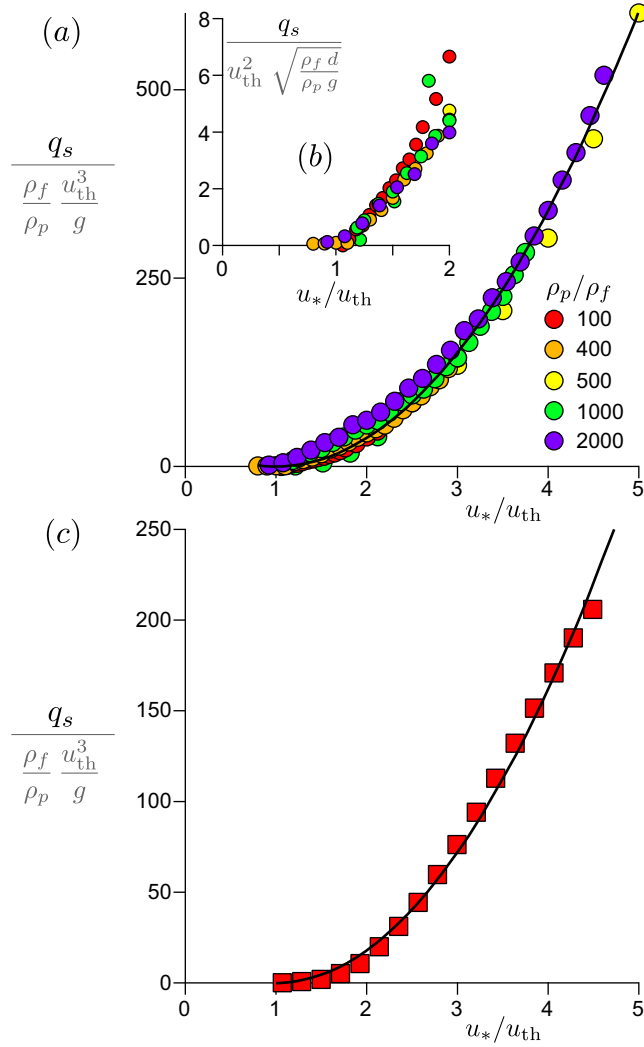 (a)
q_s
ρ_f/ρ_p u_th^3/g
500
250
0
1 2 3 4 5
u_*/u_th
ρ_p/ρ_f
100
400
500
1000
2000
(b)
q_s
u_th^2 √(ρ_f d/ρ_p g)
8
6
4
2
0
0 1 2
u_*/u_th
(c)
q_s
ρ_f/ρ_p u_th^3/g
250
200
150
100
50
0
0 1 2 3 4 5
u_*/u_th